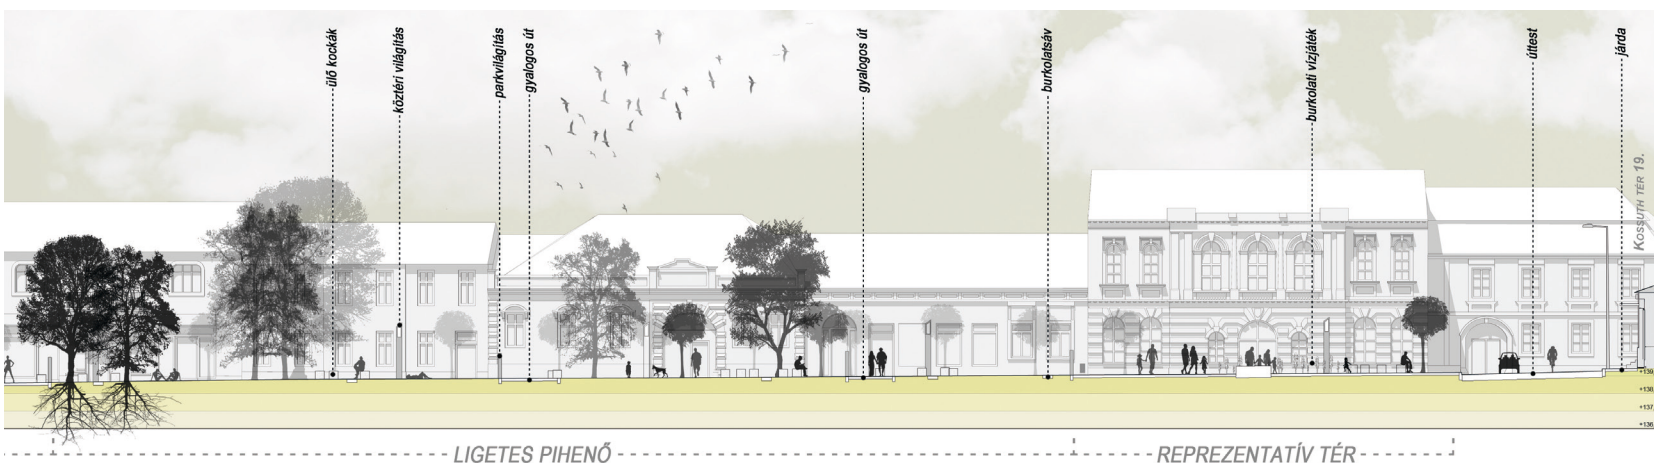 ülő kockák
köztéri világítás
parkvilágítás
gyalogos út
gyalogos út
burkolatsáv
burkolati vízjáték
úttest
járda
KOSSUTH TÉR 19.
+139,
+138,
+137,
+136,
LIGETES PIHENŐ
REPREZENTATÍV TÉR